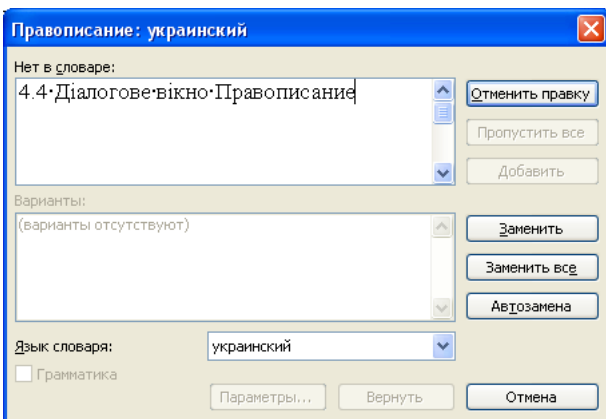 Правописание: украинский
Нет в словаре:
4.4·Діалогове·вікно·Правописание
Отменить правку
Пропустить все
Добавить
Варианты:
(варианты отсутствуют)
Заменить
Заменить все
Автозамена
Язык словаря:
украинский
Грамматика
Параметры...
Вернуть
Отмена